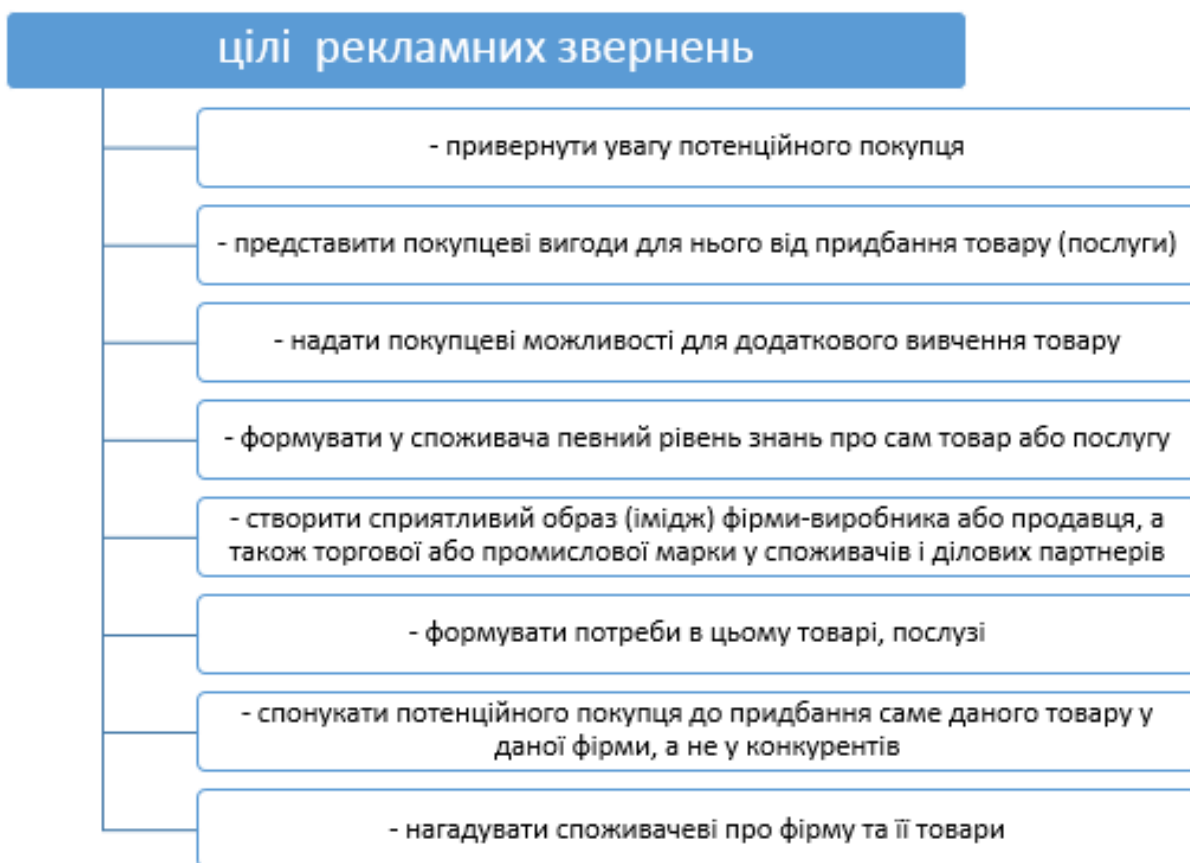 цілі  рекламних звернень
- привернути увагу потенційного покупця
- представити покупцеві вигоди для нього від придбання товару (послуги)
- надати покупцеві можливості для додаткового вивчення товару
- формувати у споживача певний рівень знань про сам товар або послугу
- створити сприятливий образ (імідж) фірми-виробника або продавця, а
також торгової або промислової марки у споживачів і ділових партнерів
- формувати потреби в цьому товарі, послузі
- спонукати потенційного покупця до придбання саме даного товару у
даної фірми, а не у конкурентів
- нагадувати споживачеві про фірму та її товари